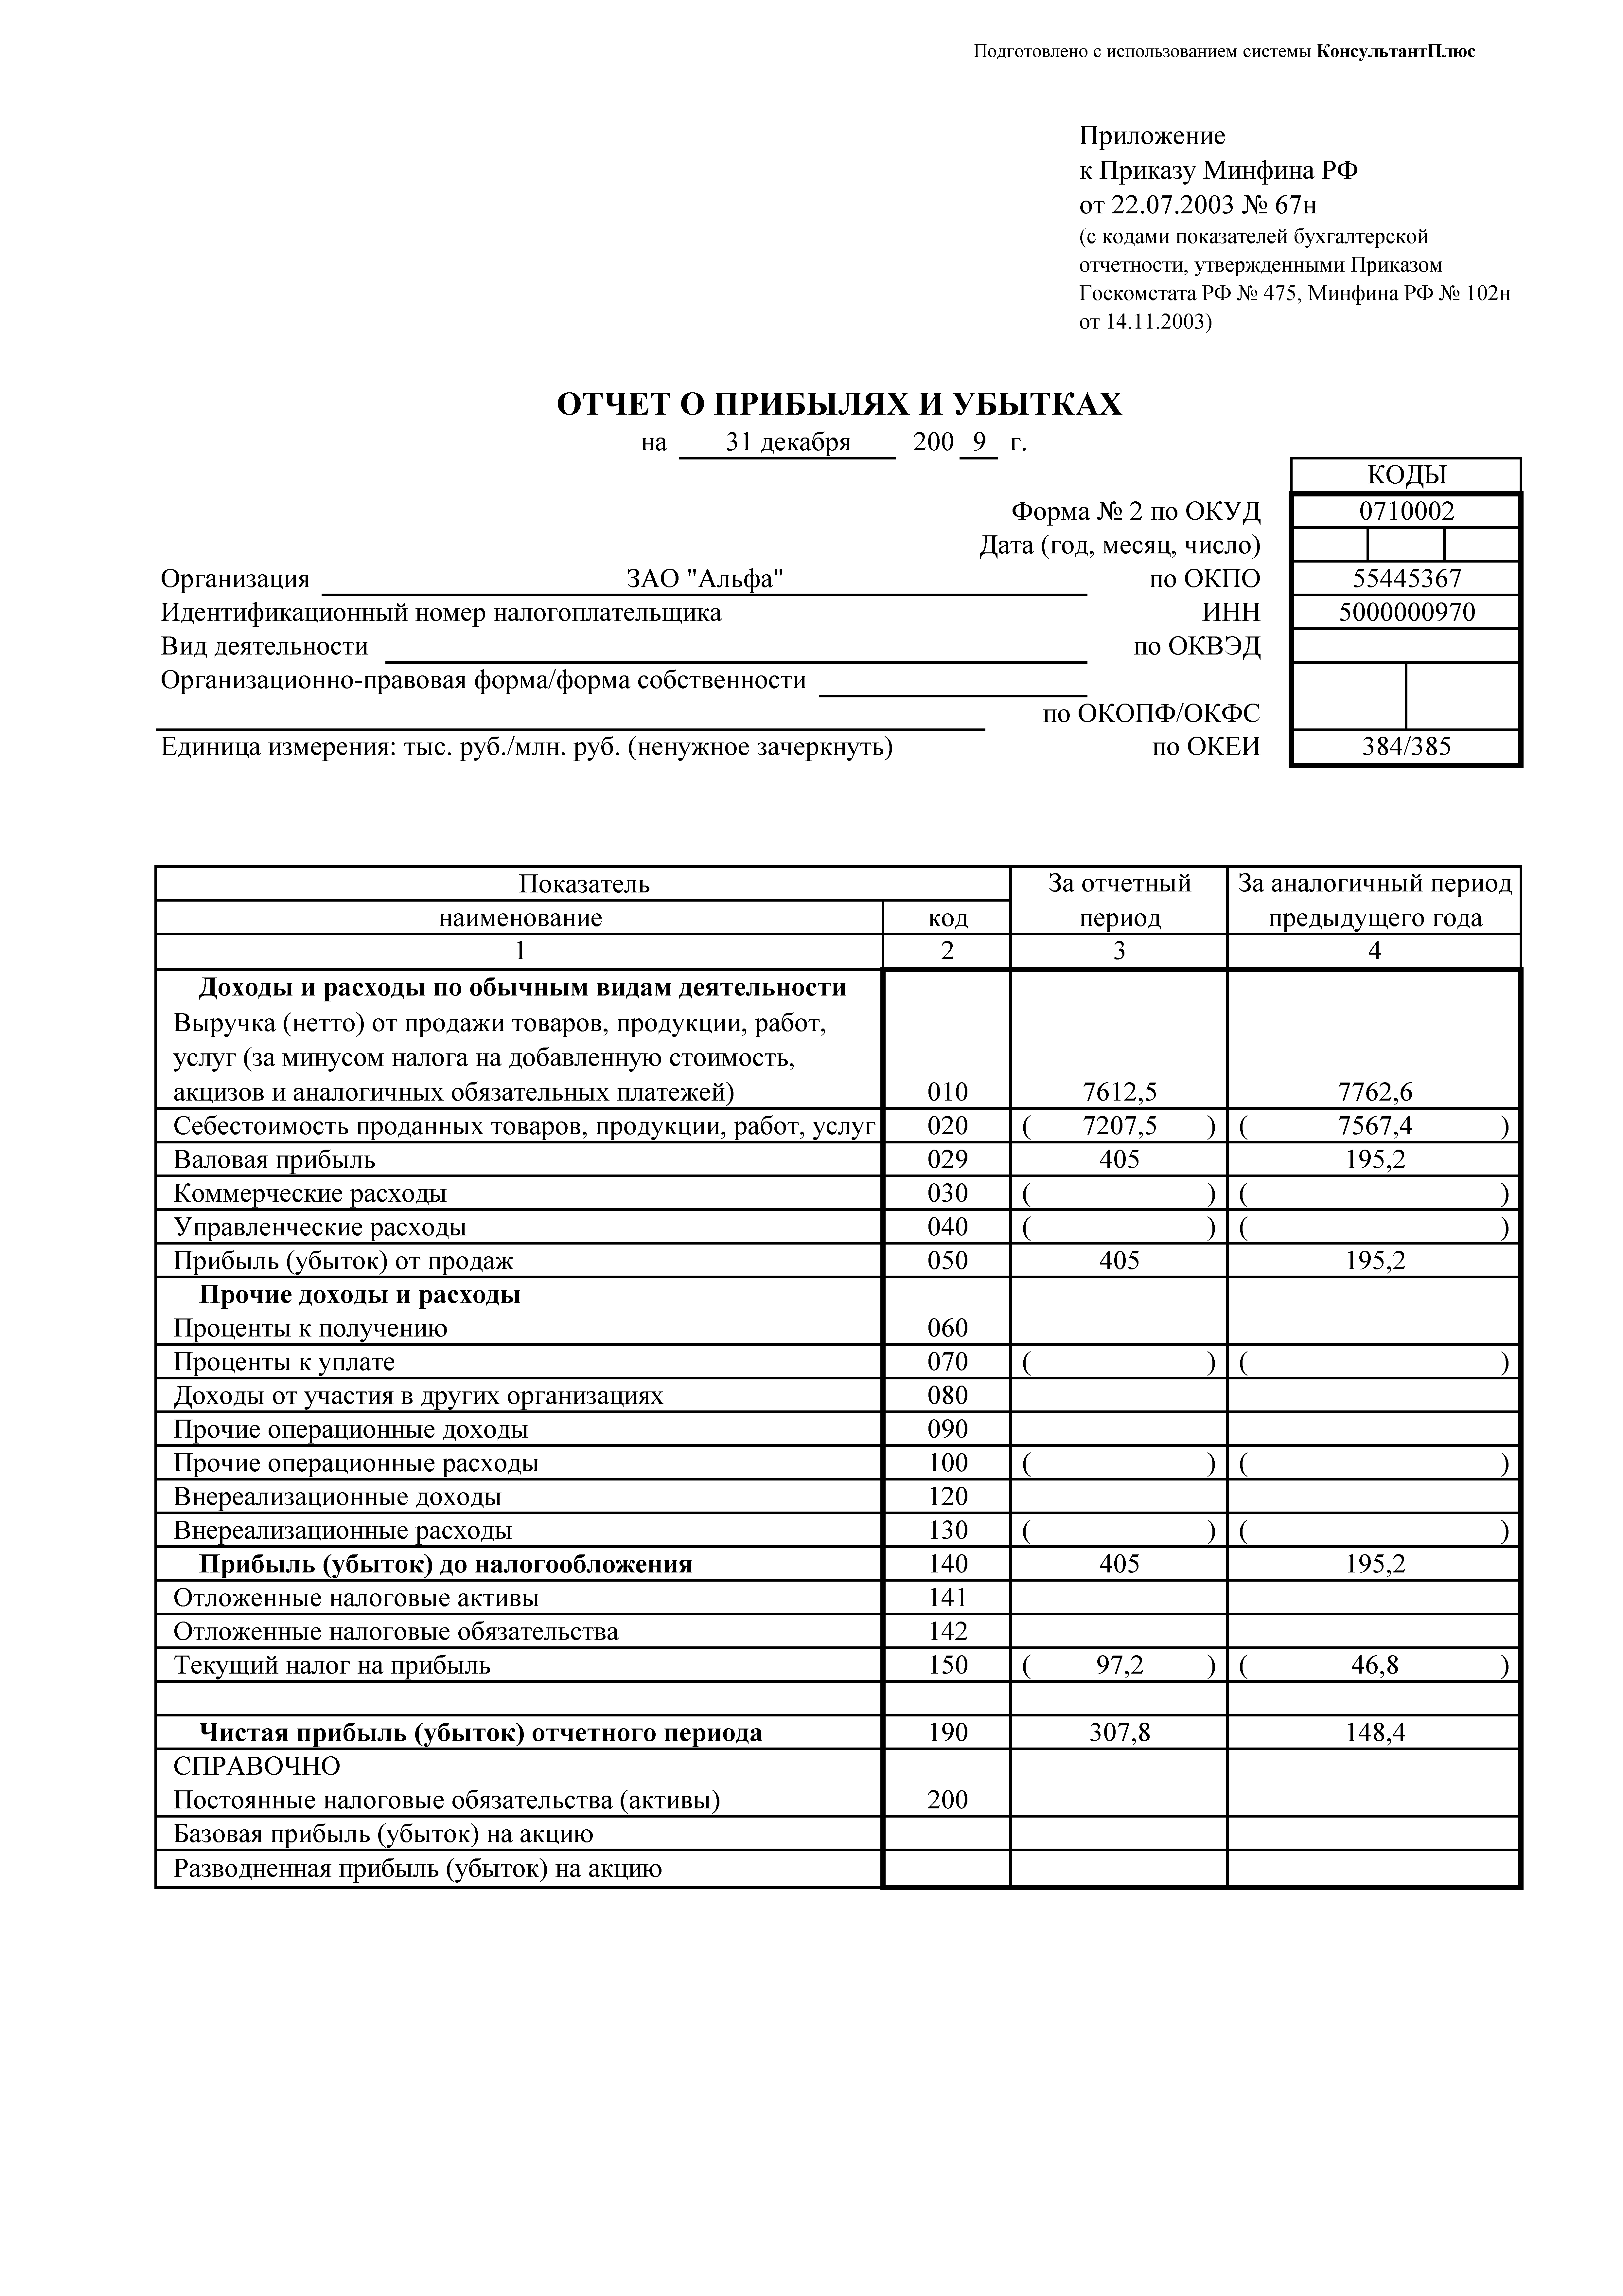 Подготовлено с использованием системы КонсультантПлюс
Приложение
к Приказу Минфина РФ
от 22.07.2003 № 67н
(с кодами показателей бухгалтерской
отчетности, утвержденными Приказом
Госкомстата РФ № 475, Минфина РФ № 102н
от 14.11.2003)
ОТЧЕТ О ПРИБЫЛЯХ И УБЫТКАХ
на 31 декабря 200 9 г.
КОДЫ
Форма № 2 по ОКУД 0710002
Дата (год, месяц, число)
Организация ЗАО "Альфа" по ОКПО 55445367
Идентификационный номер налогоплательщика ИНН 5000000970
Вид деятельности по ОКВЭД
Организационно-правовая форма/форма собственности
по ОКОПФ/ОКФС
Единица измерения: тыс. руб./млн. руб. (ненужное зачеркнуть) по ОКЕИ 384/385
Показатель За отчетный За аналогичный период
наименование код период предыдущего года
1 2 3 4
Доходы и расходы по обычным видам деятельности
Выручка (нетто) от продажи товаров, продукции, работ,
услуг (за минусом налога на добавленную стоимость,
акцизов и аналогичных обязательных платежей) 010 7612,5 7762,6
Себестоимость проданных товаров, продукции, работ, услуг 020 ( 7207,5 ) ( 7567,4 )
Валовая прибыль 029 405 195,2
Коммерческие расходы 030 ( ) ( )
Управленческие расходы 040 ( ) ( )
Прибыль (убыток) от продаж 050 405 195,2
Прочие доходы и расходы
Проценты к получению 060
Проценты к уплате 070 ( ) ( )
Доходы от участия в других организациях 080
Прочие операционные доходы 090
Прочие операционные расходы 100 ( ) ( )
Внереализационные доходы 120
Внереализационные расходы 130 ( ) ( )
Прибыль (убыток) до налогообложения 140 405 195,2
Отложенные налоговые активы 141
Отложенные налоговые обязательства 142
Текущий налог на прибыль 150 ( 97,2 ) ( 46,8 )
Чистая прибыль (убыток) отчетного периода 190 307,8 148,4
СПРАВОЧНО
Постоянные налоговые обязательства (активы) 200
Базовая прибыль (убыток) на акцию
Разводненная прибыль (убыток) на акцию